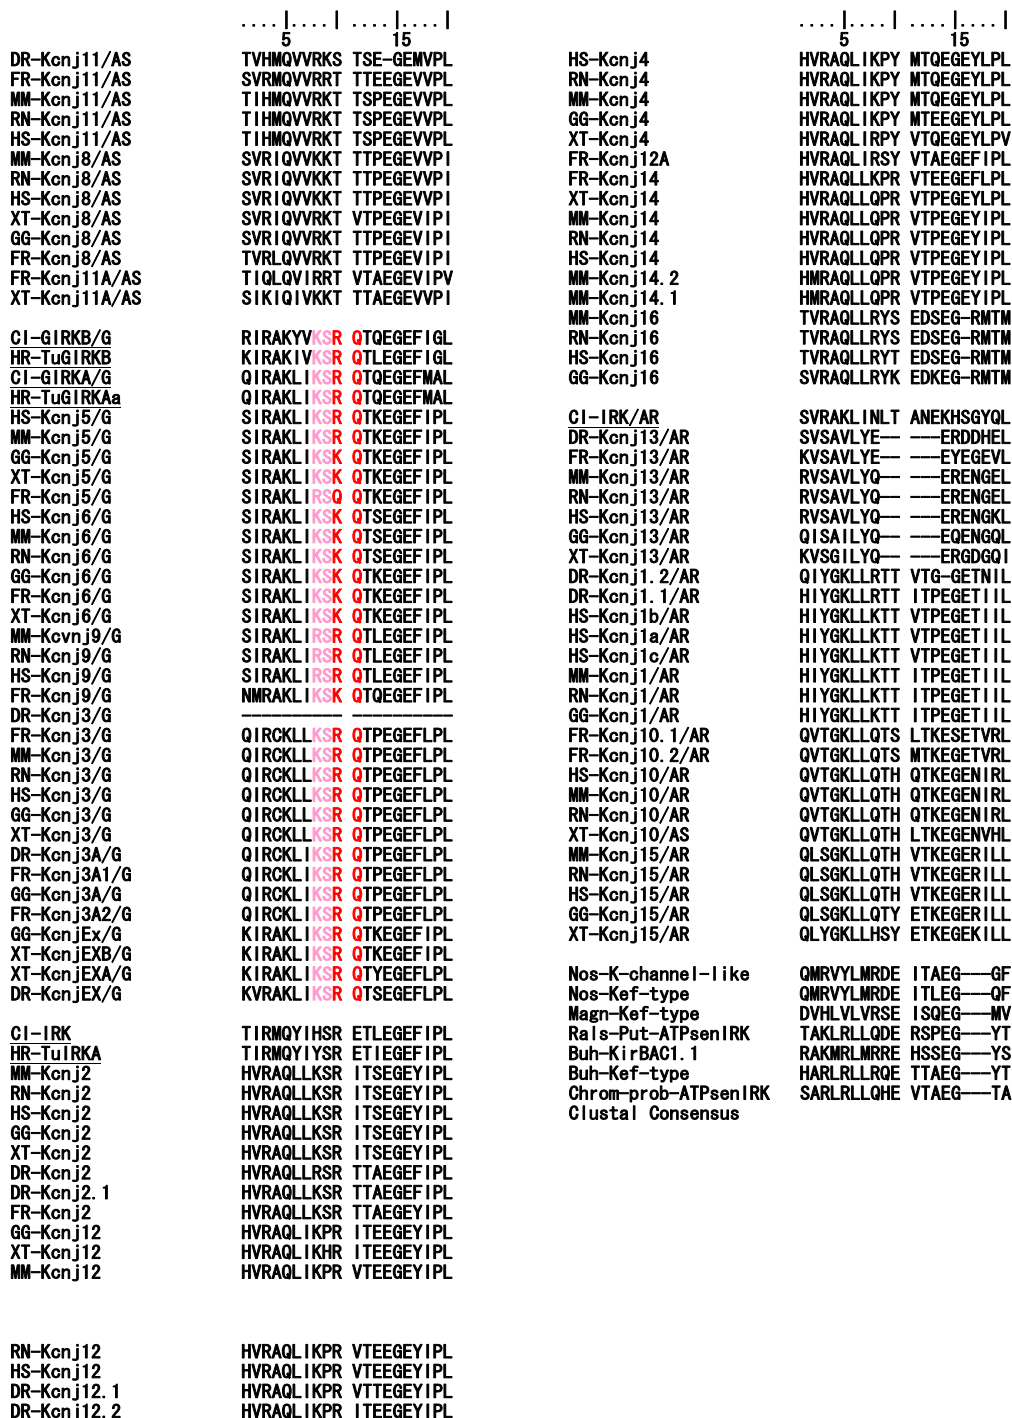 ....|....| ....|....|
5 15
DR-Kcnj11/AS TVHMQVVRKS TSE-GEMVPL
FR-Kcnj11/AS SVRMQVVRRT TTEEGEVVPL
MM-Kcnj11/AS TIHMQVVRKT TSPEGEVVPL
RN-Kcnj11/AS TIHMQVVRKT TSPEGEVVPL
HS-Kcnj11/AS TIHMQVVRKT TSPEGEVVPL
MM-Kcnj8/AS SVRIQVVKKT TTPEGEVVPI
RN-Kcnj8/AS SVRIQVVKKT TTPEGEVVPI
HS-Kcnj8/AS SVRIQVVKKT TTPEGEVVPI
XT-Kcnj8/AS SVRIQVVRKT VTPEGEVIPI
GG-Kcnj8/AS SVRIQVVRKT TTPEGEVIPI
FR-Kcnj8/AS TVRLQVVRKT TTPEGEVIPI
FR-Kcnj11A/AS TIQLQVIRRT VTAEGEVIPV
XT-Kcnj11A/AS SIKIQIVKKT TTAEGEVVPI
CI-GIRKB/G RIRAKYVKSR QTQEGEFIGL
HR-TuGIRKB KIRAKIVKSR QTLEGEFIGL
CI-GIRKA/G QIRAKLIKSR QTQEGEFMAL
HR-TuGIRKAa QIRAKLIKSR QTQEGEFMAL
HS-Kcnj5/G SIRAKLIKSR QTKEGEFIPL
MM-Kcnj5/G SIRAKLIKSR QTKEGEFIPL
GG-Kcnj5/G SIRAKLIKSK QTKEGEFIPL
XT-Kcnj5/G SIRAKLIKSK QTKEGEFIPL
FR-Kcnj5/G SIRAKLIRSQ QTKEGEFIPL
HS-Kcnj6/G SIRAKLIKSK QTSEGEFIPL
MM-Kcnj6/G SIRAKLIKSK QTSEGEFIPL
RN-Kcnj6/G SIRAKLIKSK QTSEGEFIPL
GG-Kcnj6/G SIRAKLIKSK QTKEGEFIPL
FR-Kcnj6/G SIRAKLIKSK QTKEGEFIPL
XT-Kcnj6/G SIRAKLIKSK QTKEGEFIPL
MM-Kcvnj9/G SIRAKLIRSR QTLEGEFIPL
RN-Kcnj9/G SIRAKLIRSR QTLEGEFIPL
HS-Kcnj9/G SIRAKLIRSR QTLEGEFIPL
FR-Kcnj9/G NMRAKLIKSK QTQEGEFIPL
DR-Kcnj3/G ---------- ----------
FR-Kcnj3/G QIRCKLLKSR QTPEGEFLPL
MM-Kcnj3/G QIRCKLLKSR QTPEGEFLPL
RN-Kcnj3/G QIRCKLLKSR QTPEGEFLPL
HS-Kcnj3/G QIRCKLLKSR QTPEGEFLPL
GG-Kcnj3/G QIRCKLLKSR QTPEGEFLPL
XT-Kcnj3/G QIRCKLLKSR QTPEGEFLPL
DR-Kcnj3A/G QIRCKLIKSR QTPEGEFLPL
FR-Kcnj3A1/G QIRCKLIKSR QTPEGEFLPL
GG-Kcnj3A/G QIRCKLIKSR QTPEGEFLPL
FR-Kcnj3A2/G QIRCKLIKSR QTPEGEFLPL
GG-KcnjEx/G KIRAKLIKSR QTKEGEFIPL
XT-KcnjEXB/G KIRAKLIKSR QTKEGEFIPL
XT-KcnjEXA/G KIRAKLIKSR QTYEGEFIPL
DR-KcnjEX/G KVRAKLIKSR QTSEGEFLPL
CI-IRK TIRMQYIHSR ETLEGEFIPL
HR-TuIRKA TIRMQYIYSR ETIEGEFIPL
MM-Kcnj2 HVRAQLLKSR ITSEGEYIPL
RN-Kcnj2 HVRAQLLKSR ITSEGEYIPL
HS-Kcnj2 HVRAQLLKSR ITSEGEYIPL
GG-Kcnj2 HVRAQLLKSR ITSEGEYIPL
XT-Kcnj2 HVRAQLLKSR ITSEGEYIPL
DR-Kcnj2 HVRAQLLRSR TTAEGEFIPL
DR-Kcnj2.1 HVRAQLLKSR TTAEGEFIPL
FR-Kcnj2 HVRAQLLKSR TTAEGEYIPL
GG-Kcnj12 HVRAQLIKPR ITEEGEYIPL
XT-Kcnj12 HVRAQLIKHR ITEEGEYIPL
MM-Kcnj12 HVRAQLIKPR VTEEGEYIPL
RN-Kcnj12 HVRAQLIKPR VTEEGEYIPL
HS-Kcnj12 HVRAQLIKPR VTEEGEYIPL
DR-Kcnj12.1 HVRAQLIKPR VTTEGEYIPL
DR-Kcnj12.2 HVRAQLIKPR ITEEGEYIPL
....|....| ....|....|
5 15
HS-Kcnj4 HVRAQLIKPY MTQEGEYLPL
RN-Kcnj4 HVRAQLIKPY MTQEGEYLPL
MM-Kcnj4 HVRAQLIKPY MTQEGEYLPL
GG-Kcnj4 HVRAQLIKPY MTEEGEYLPL
XT-Kcnj4 HVRAQLIRPY VTQEGEYLPV
FR-Kcnj12A HVRAQLIRSY VTAEGEFIPL
FR-Kcnj14 HVRAQLLKPR VTEEGEFLPL
XT-Kcnj14 HVRAQLLQPR VTPEGEYIPL
MM-Kcnj14 HVRAQLLQPR VTPEGEYIPL
RN-Kcnj14 HVRAQLLQPR VTPEGEYIPL
HS-Kcnj14 HVRAQLLQPR VTPEGEYIPL
MM-Kcnj14.2 HMRAQLLQPR VTPEGEYIPL
MM-Kcnj14.1 HMRAQLLQPR VTPEGEYIPL
MM-Kcnj16 TVRAQLLRYS EDSEG-RMTM
RN-Kcnj16 TVRAQLLRYS EDSEG-RMTM
HS-Kcnj16 TVRAQLLRYT EDSEG-RMTM
GG-Kcnj16 SVRAQLLRYK EDKEG-RMTM
CI-IRK/AR SVRAKLINLT ANEKHSGYQL
DR-Kcnj13/AR SVSAVLYE-- ---ERDDHEL
FR-Kcnj13/AR KVSAVLYE-- ---EYEGEVL
MM-Kcnj13/AR RVSAVLYQ-- ---ERENGEL
RN-Kcnj13/AR RVSAVLYQ-- ---ERENGEL
HS-Kcnj13/AR RVSAVLYQ-- ---ERENGKL
GG-Kcnj13/AR QISAILYQ-- ---EQENGQL
XT-Kcnj13/AR KVSGILYQ-- ---ERGDGQI
DR-Kcnj1.2/AR QIYGKLLRTT VTG-GETNIL
DR-Kcnj1.1/AR HIYGKLLRTT ITPEGETIIL
HS-Kcnj1b/AR HIYGKLLKTT VTPEGETIIL
HS-Kcnj1a/AR HIYGKLLKTT VTPEGETIIL
HS-Kcnj1c/AR HIYGKLLKTT VTPEGETIIL
MM-Kcnj1/AR HIYGKLLKTT ITPEGETIIL
RN-Kcnj1/AR HIYGKLLKTT ITPEGETIIL
GG-Kcnj1/AR HIYGKLLKTT ITPEGETIIL
FR-Kcnj10.1/AR QVTGKLLQTS LTKESETVRL
FR-Kcnj10.2/AR QVTGKLLQTS MTKEGETVRL
HS-Kcnj10/AR QVTGKLLQTH QTKEGENIRL
MM-Kcnj10/AR QVTGKLLQTH QTKEGENIRL
RN-Kcnj10/AR QVTGKLLQTH QTKEGENIRL
XT-Kcnj10/AS QVTGKLLQTH LTKEGENVHL
MM-Kcnj15/AR QLSGKLLQTH VTKEGERILL
RN-Kcnj15/AR QLSGKLLQTH VTKEGERILL
HS-Kcnj15/AR QLSGKLLQTH VTKEGERILL
GG-Kcnj15/AR QLSGKLLQTY ETKEGERILL
XT-Kcnj15/AR QLYGKLLHSY ETKEGEKILL
Nos-K-channel-like QMRVYLMRDE ITAEG---GF
Nos-Kef-type QMRVYLMRDE ITLEG---QF
Magn-Kef-type DVHLVLVRSE ISQEG---MV
Rals-Put-ATPsenIRK TAKLRLLQDE RSPEG---YT
Buh-KirBAC1.1 RAKMRLMRRE HSSEG---YS
Buh-Kef-type HARLRLLRQE TTAEG---YT
Chrom-prob-ATPsenIRK SARLRLLQHE VTAEG---TA
Clustal Consensus